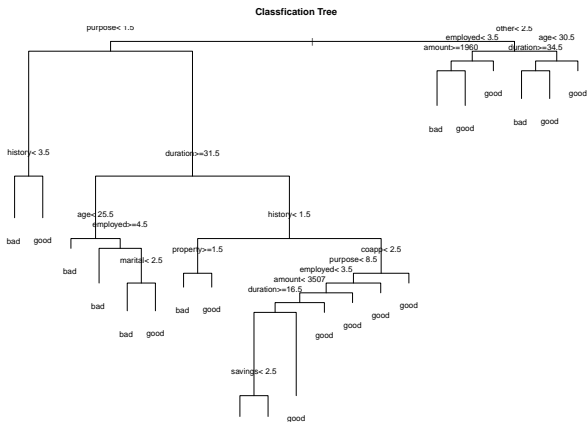 Classfication Tree
purpose< 1.5
other< 2.5
employed< 3.5
age< 30.5
amount>=1960
duration>=34.5
good
good
bad
good
bad
good
history< 3.5
duration>=31.5
age< 25.5
history< 1.5
employed>=4.5
bad
good
property>=1.5
coapp< 2.5
marital< 2.5
purpose< 8.5
employed< 3.5
bad
amount< 3507
duration>=16.5
bad
good
good
bad
good
good
good
good
bad
good
savings< 2.5
good